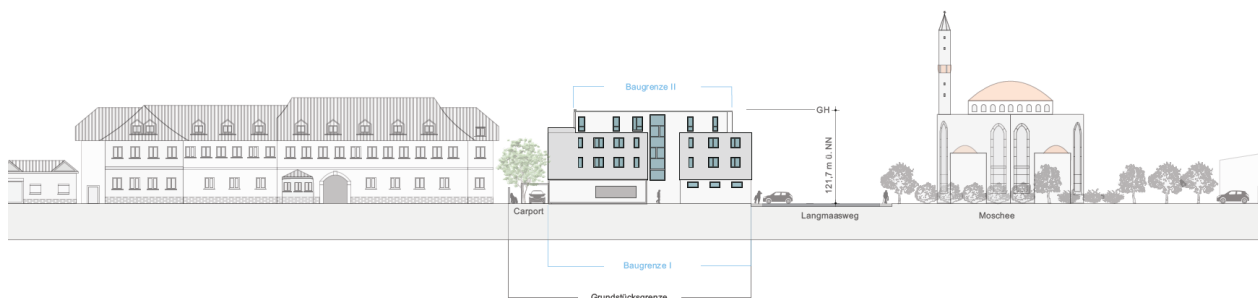 Baugrenze II
GH
121,7 m ü. NN
Carport
Langmaasweg
Moschee
Baugrenze I
Grundstücksgrenze